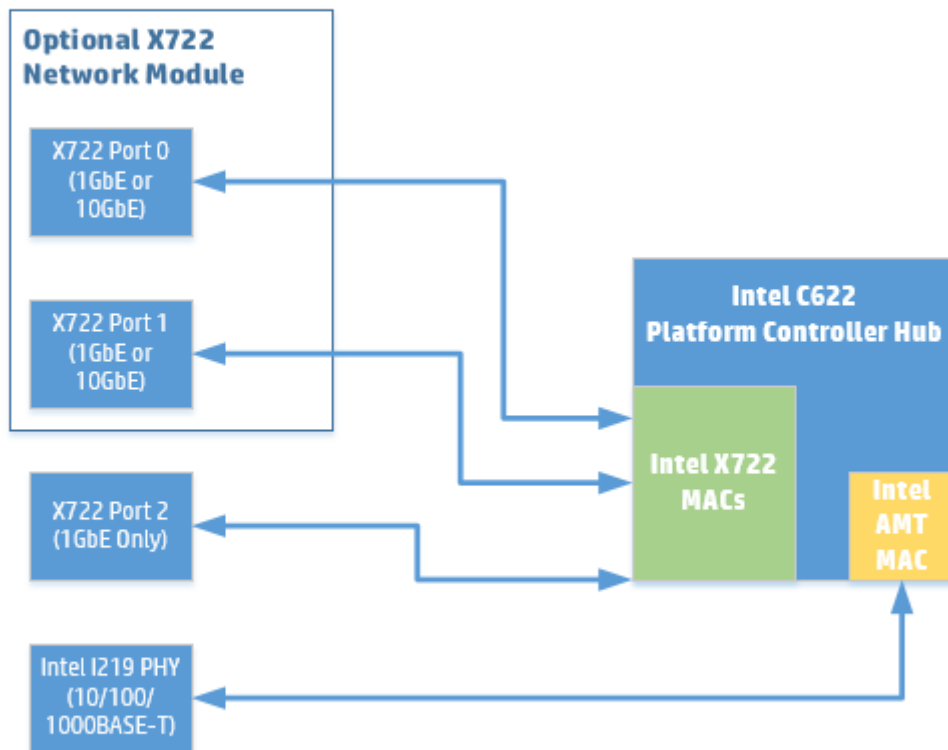 Optional X722
Network Module
X722 Port 0
(1GbE or
10GbE)
X722 Port 1
(1GbE or
10GbE)
X722 Port 2
(1GbE Only)
Intel I219 PHY
(10/100/
1000BASE-T)
Intel C622
Platform Controller Hub
Intel X722
MACs
Intel
AMT
MAC